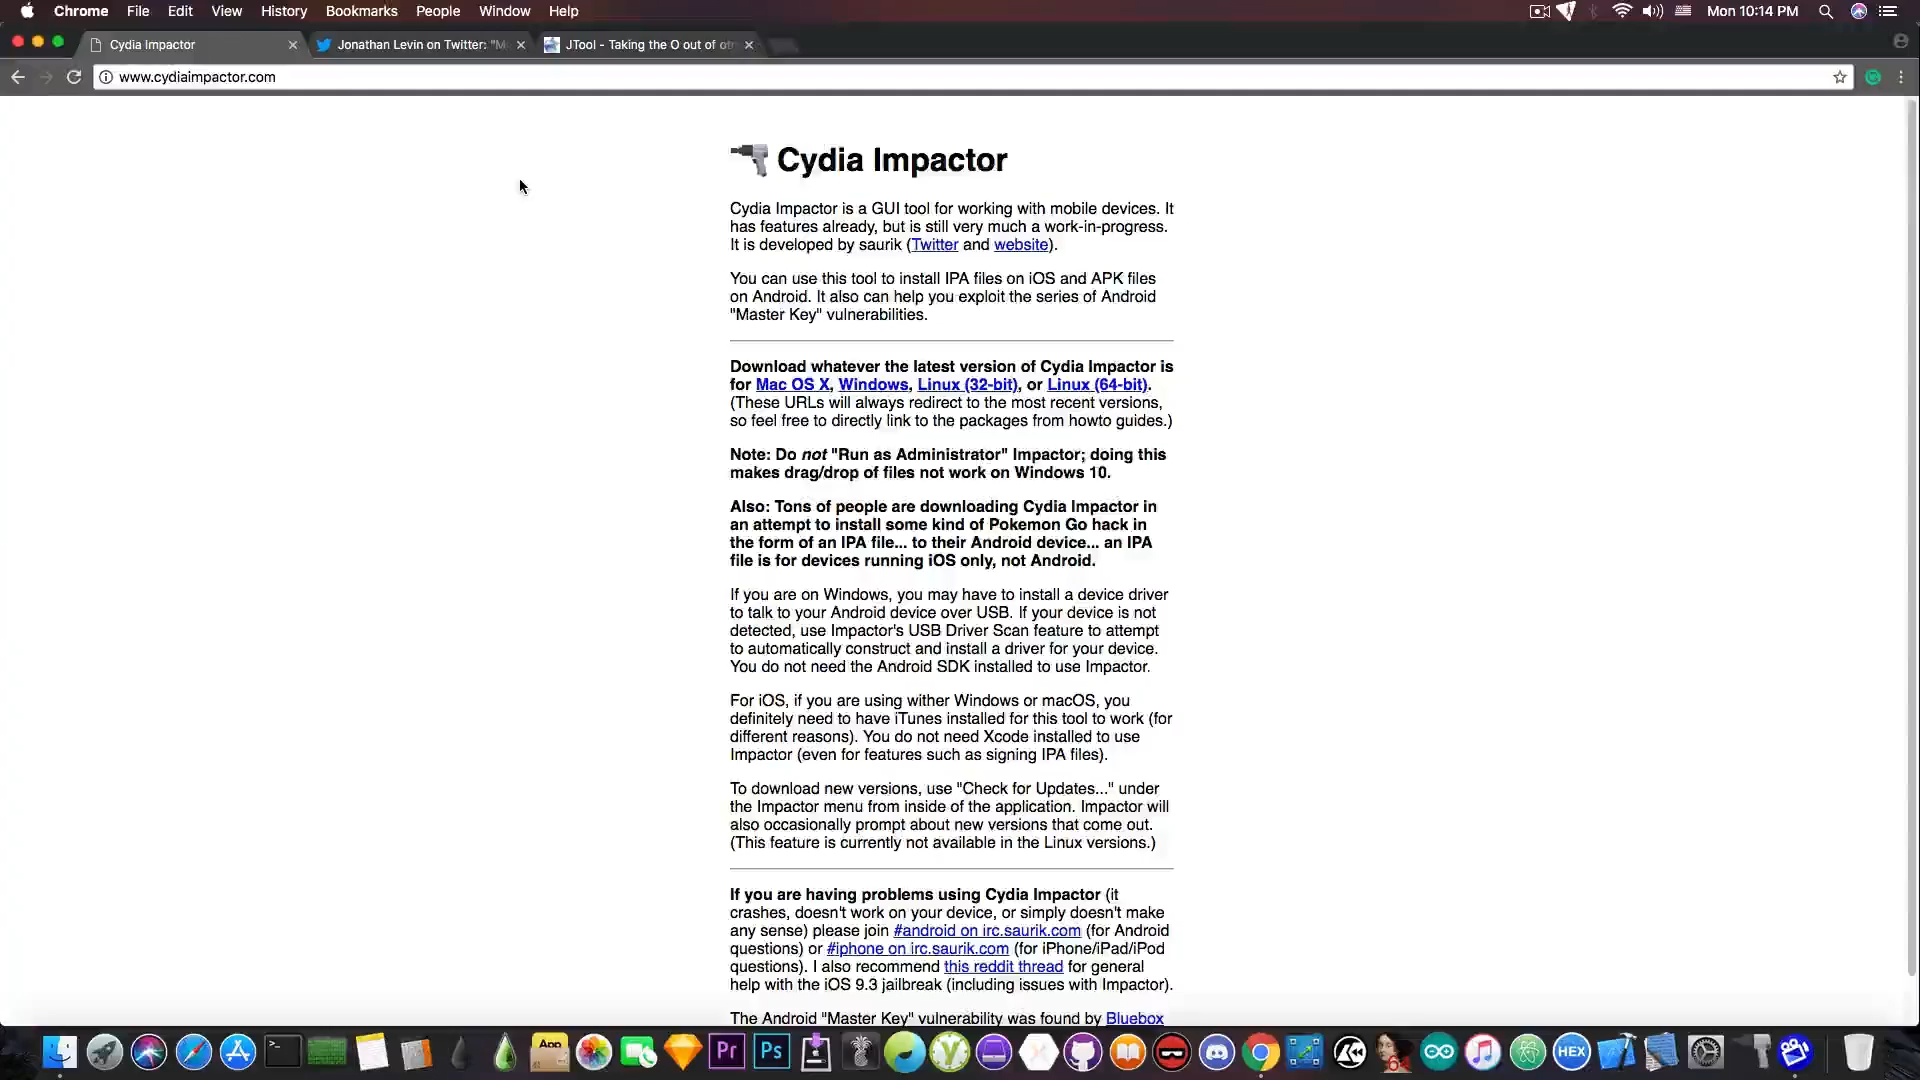 Chrome File Edit View History Bookmarks People Window Help Mon 10:14 PM
Cydia Impactor Jonathan Levin on Twitter: "M JTool - Taking the O out of ot
www.cydiaimpactor.com
Cydia Impactor
Cydia Impactor is a GUI tool for working with mobile devices. It
has features already, but is still very much a work-in-progress.
It is developed by saurik (Twitter and website).
You can use this tool to install IPA files on iOS and APK files
on Android. It also can help you exploit the series of Android
"Master Key" vulnerabilities.
Download whatever the latest version of Cydia Impactor is
for Mac OS X, Windows, Linux (32-bit), or Linux (64-bit).
(These URLs will always redirect to the most recent versions,
so feel free to directly link to the packages from howto guides.)
Note: Do not "Run as Administrator" Impactor; doing this
makes drag/drop of files not work on Windows 10.
Also: Tons of people are downloading Cydia Impactor in
an attempt to install some kind of Pokemon Go hack in
the form of an IPA file... to their Android device... an IPA
file is for devices running iOS only, not Android.
If you are on Windows, you may have to install a device driver
to talk to your Android device over USB. If your device is not
detected, use Impactor's USB Driver Scan feature to attempt
to automatically construct and install a driver for your device.
You do not need the Android SDK installed to use Impactor.
For iOS, if you are using wither Windows or macOS, you
definitely need to have iTunes installed for this tool to work (for
different reasons). You do not need Xcode installed to use
Impactor (even for features such as signing IPA files).
To download new versions, use "Check for Updates..." under
the Impactor menu from inside of the application. Impactor will
also occasionally prompt about new versions that come out.
(This feature is currently not available in the Linux versions.)
If you are having problems using Cydia Impactor (it
crashes, doesn't work on your device, or simply doesn't make
any sense) please join #android on irc.saurik.com (for Android
questions) or #iphone on irc.saurik.com (for iPhone/iPad/iPod
questions). I also recommend this reddit thread for general
help with the iOS 9.3 jailbreak (including issues with Impactor).
The Android "Master Key" vulnerability was found by Bluebox
App Pr Ps HEX